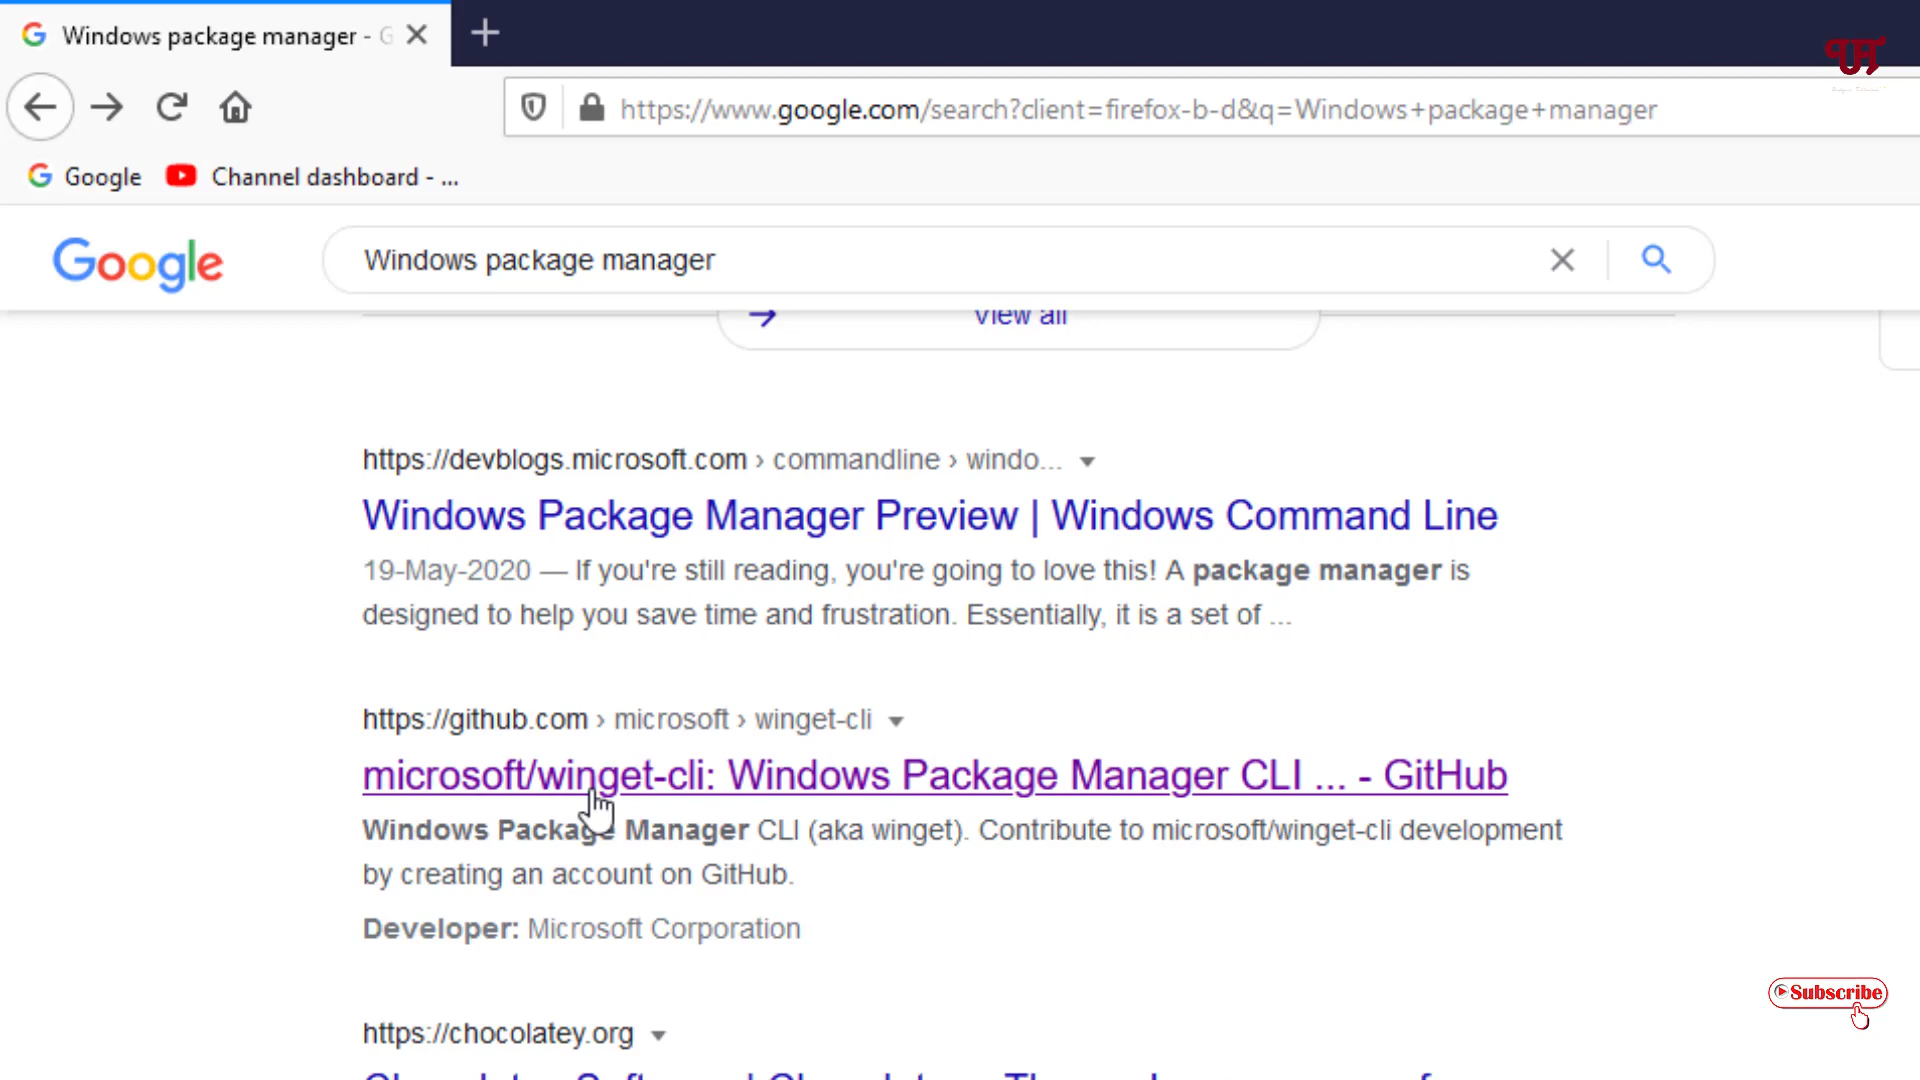 Windows package manager - G
https://www.google.com/search?client=firefox-b-d&q=Windows+package+manager
Google
Channel dashboard - ...
Google
Windows package manager
View all
https://devblogs.microsoft.com › commandline › windo...
Windows Package Manager Preview | Windows Command Line
19-May-2020 — If you're still reading, you're going to love this! A package manager is
designed to help you save time and frustration. Essentially, it is a set of ...
https://github.com › microsoft › winget-cli
microsoft/winget-cli: Windows Package Manager CLI ... - GitHub
Windows Package Manager CLI (aka winget). Contribute to microsoft/winget-cli development
by creating an account on GitHub.
Developer: Microsoft Corporation
Subscribe
https://chocolatey.org